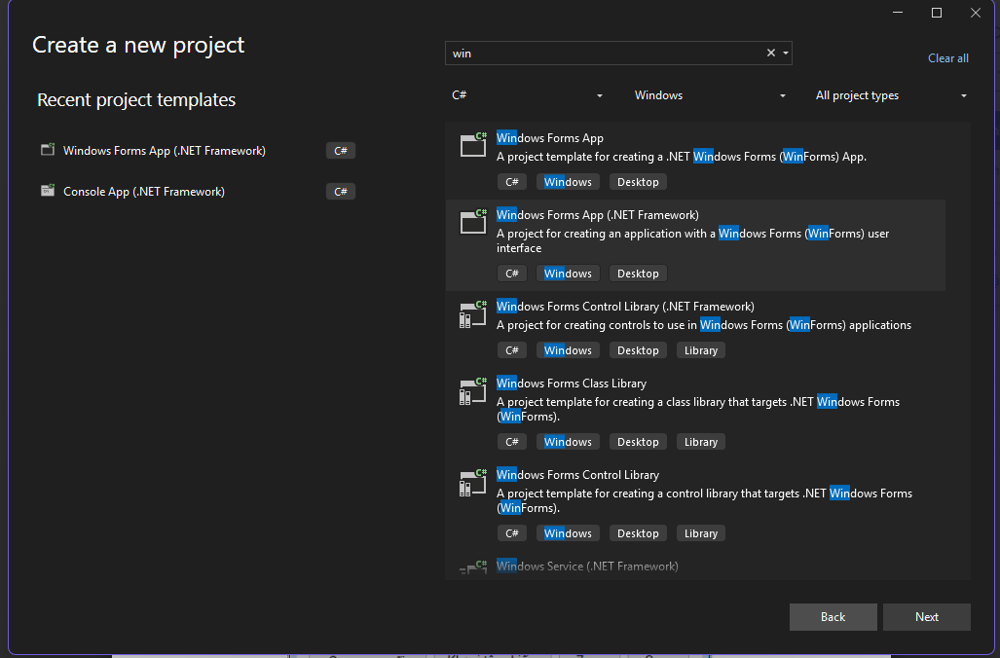 Create a new project
win
Clear all
Recent project templates
C#
Windows
All project types
Windows Forms App (.NET Framework)
C#
Console App (.NET Framework)
C#
Windows Forms App
A project template for creating a .NET Windows Forms (WinForms) App.
C# Windows Desktop
Windows Forms App (.NET Framework)
A project for creating an application with a Windows Forms (WinForms) user
interface
C# Windows Desktop
Windows Forms Control Library (.NET Framework)
A project for creating controls to use in Windows Forms (WinForms) applications
C# Windows Desktop Library
Windows Forms Class Library
A project template for creating a class library that targets .NET Windows Forms
(WinForms).
C# Windows Desktop Library
Windows Forms Control Library
A project template for creating a control library that targets .NET Windows Forms
(WinForms).
C# Windows Desktop Library
Windows Service (.NET Framework)
Back
Next